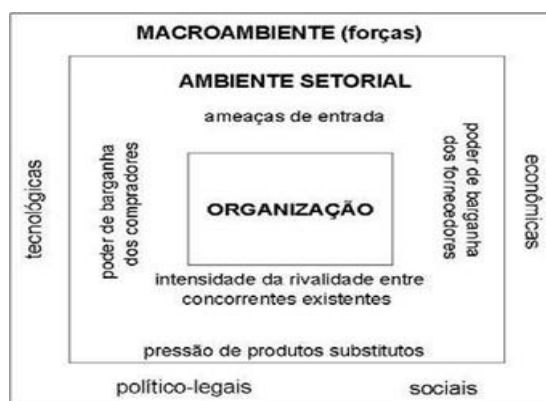 MACROAMBIENTE (forças)
AMBIENTE SETORIAL
ameaças de entrada
tecnológicas
poder de barganha
dos compradores
ORGANIZAÇÃO
poder de barganha
dos fornecedores
econômicas
intensidade da rivalidade entre
concorrentes existentes
pressão de produtos substitutos
político-legais
sociais